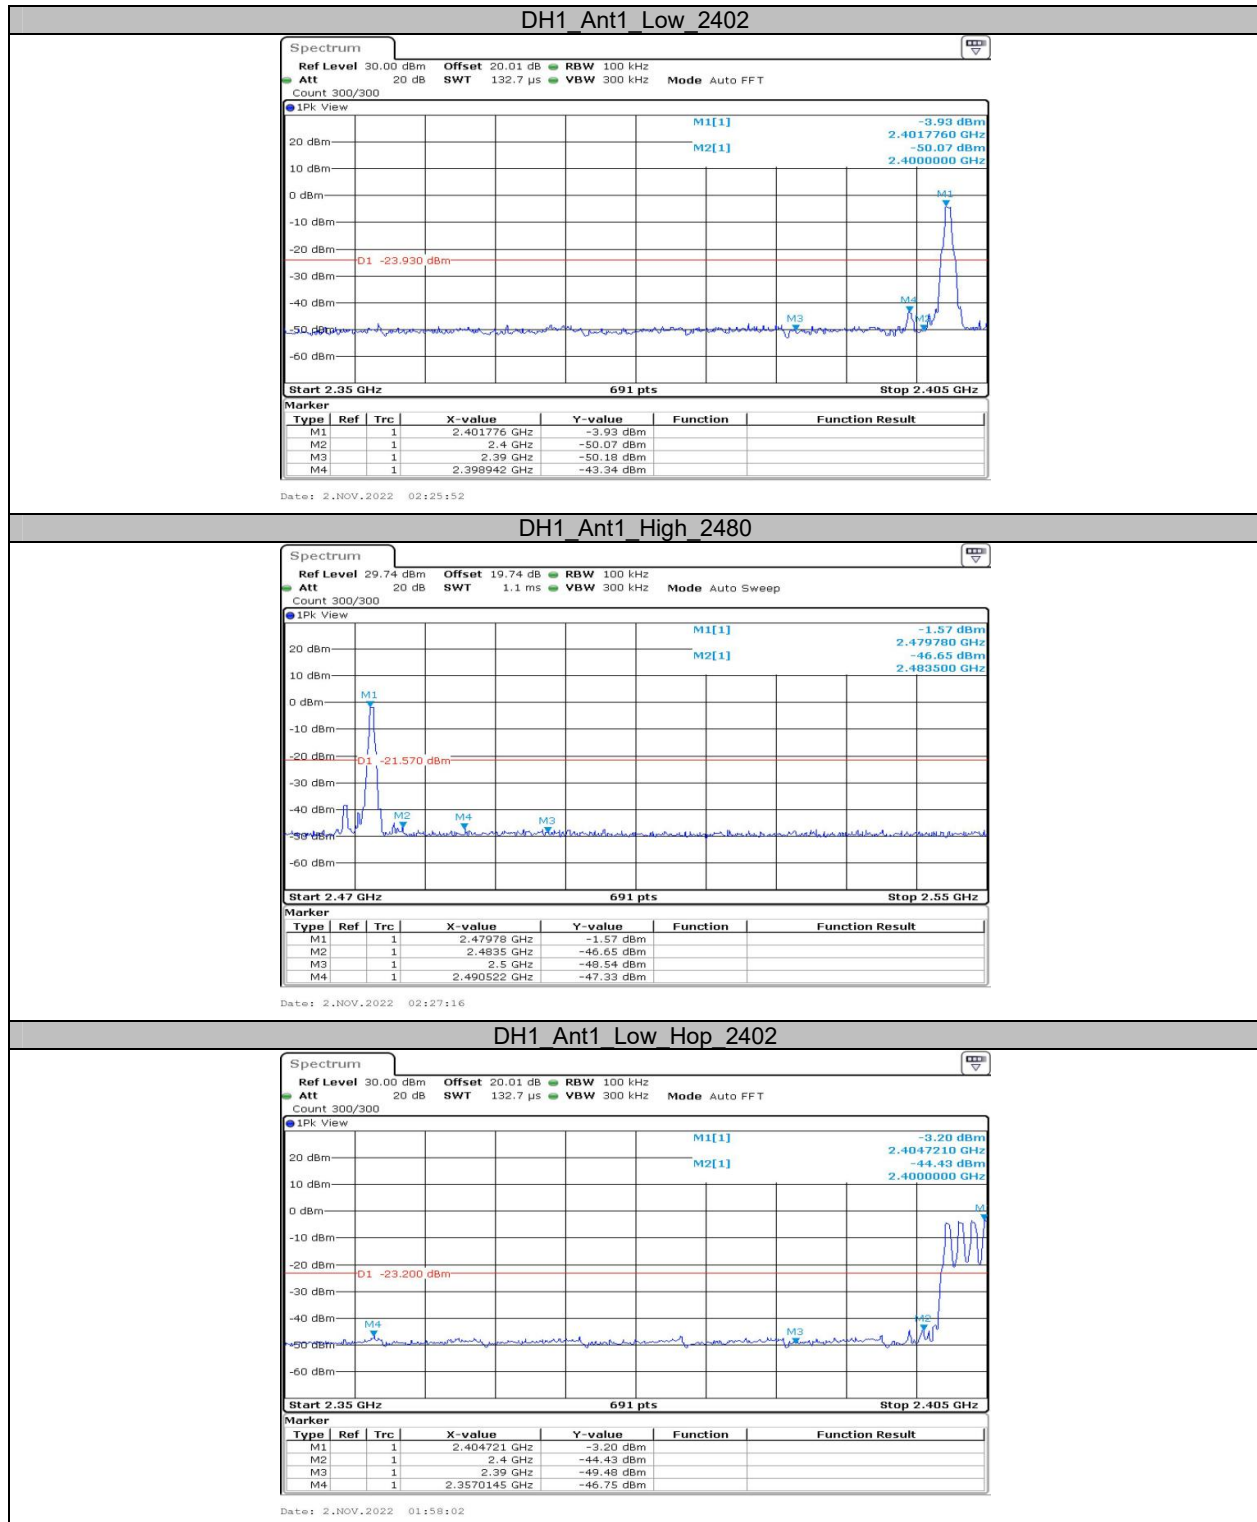 DH1_Ant1_Low_2402
Spectrum
Ref Level 30.00 dBm Offset 20.01 dB RBW 100 kHz
Att 20 dB SWT 132.7 µs VBW 300 kHz Mode Auto FFT
Count 300/300
1Pk View
M1[1] -3.93 dBm
2.4017760 GHz
20 dBm
M2[1] -50.07 dBm
2.4000000 GHz
10 dBm
0 dBm
M1
-10 dBm
-20 dBm
D1 -23.930 dBm
-30 dBm
-40 dBm
M4
M3
M2
-50 dBm
-60 dBm
Start 2.35 GHz 691 pts Stop 2.405 GHz
Marker
Type Ref Trc X-value Y-value Function Function Result
M1 1 2.401776 GHz -3.93 dBm
M2 1 2.4 GHz -50.07 dBm
M3 1 2.39 GHz -50.18 dBm
M4 1 2.398942 GHz -43.34 dBm
Date: 2.NOV.2022 02:25:52
DH1_Ant1_High_2480
Spectrum
Ref Level 29.74 dBm Offset 19.74 dB RBW 100 kHz
Att 20 dB SWT 1.1 ms VBW 300 kHz Mode Auto Sweep
Count 300/300
1Pk View
M1[1] -1.57 dBm
2.479780 GHz
20 dBm
M2[1] -46.65 dBm
2.483500 GHz
10 dBm
M1
0 dBm
-10 dBm
-20 dBm
D1 -21.570 dBm
-30 dBm
-40 dBm
M2 M4 M3
-50 dBm
-60 dBm
Start 2.47 GHz 691 pts Stop 2.55 GHz
Marker
Type Ref Trc X-value Y-value Function Function Result
M1 1 2.47978 GHz -1.57 dBm
M2 1 2.4835 GHz -46.65 dBm
M3 1 2.5 GHz -48.54 dBm
M4 1 2.490522 GHz -47.33 dBm
Date: 2.NOV.2022 02:27:16
DH1_Ant1_Low_Hop_2402
Spectrum
Ref Level 30.00 dBm Offset 20.01 dB RBW 100 kHz
Att 20 dB SWT 132.7 µs VBW 300 kHz Mode Auto FFT
Count 300/300
1Pk View
M1[1] -3.20 dBm
2.4047210 GHz
20 dBm
M2[1] -44.43 dBm
2.4000000 GHz
10 dBm
0 dBm
M
-10 dBm
-20 dBm
D1 -23.200 dBm
-30 dBm
-40 dBm
M4
M2
M3
-50 dBm
-60 dBm
Start 2.35 GHz 691 pts Stop 2.405 GHz
Marker
Type Ref Trc X-value Y-value Function Function Result
M1 1 2.404721 GHz -3.20 dBm
M2 1 2.4 GHz -44.43 dBm
M3 1 2.39 GHz -49.48 dBm
M4 1 2.3570145 GHz -46.75 dBm
Date: 2.NOV.2022 01:58:02